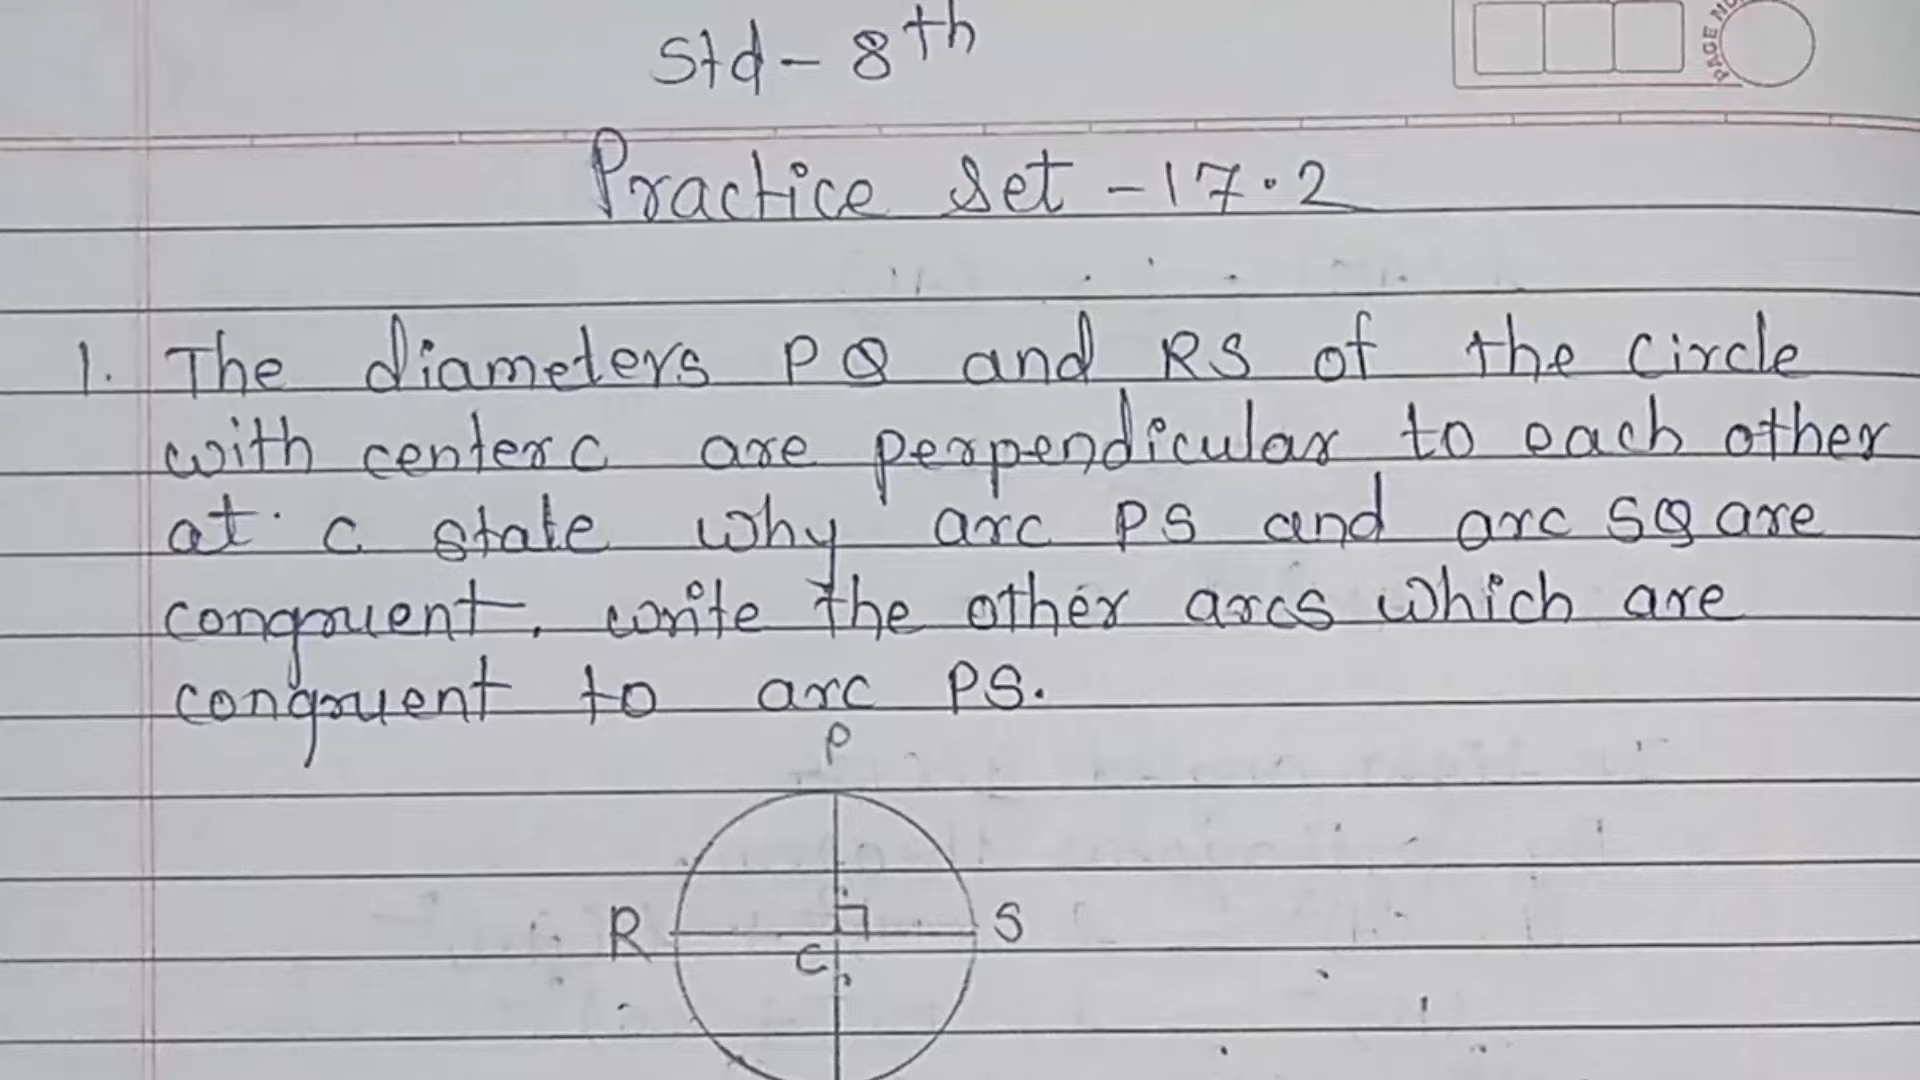 Std - 8th
PAGE NO
Practice Set - 17.2
1. The diameters PQ and RS of the circle
with center C are perpendicular to each other
at C state why arc PS and arc SQ are
congruent. write the other arcs which are
congruent to arc PS.
P
R S
C